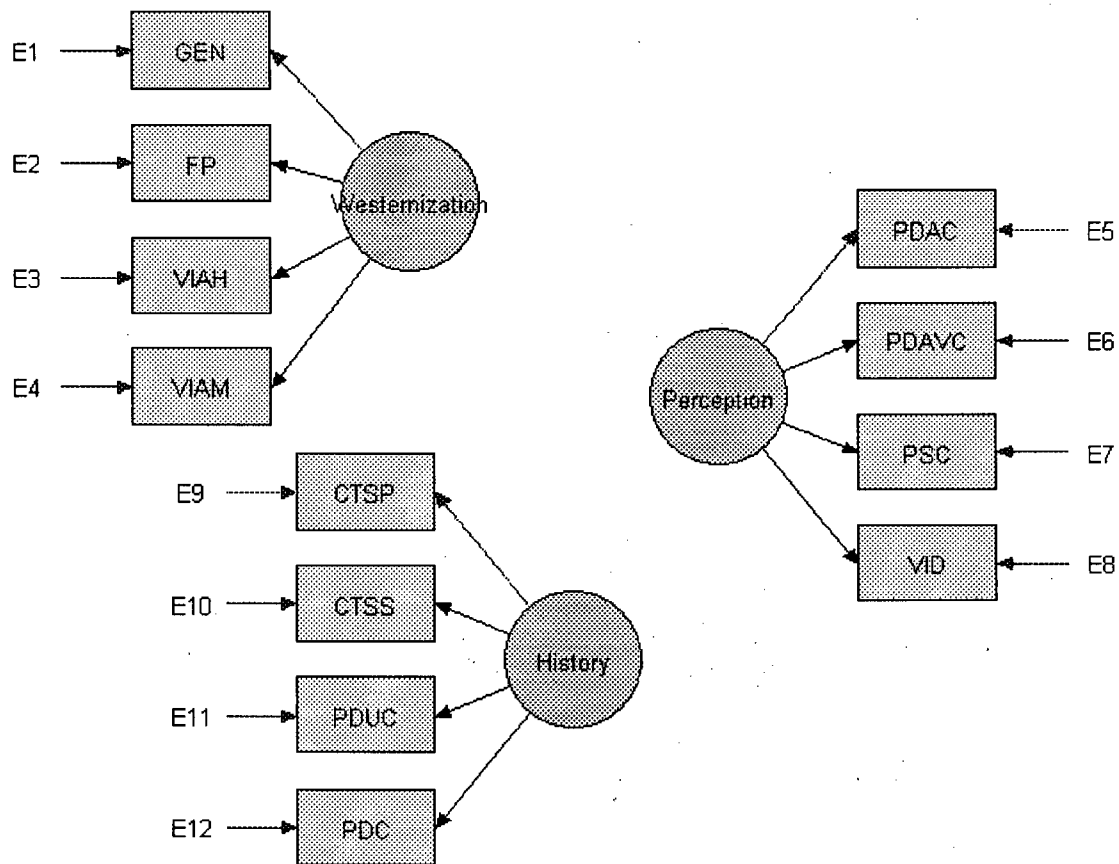 E1 GEN
E2 FP
Westernization
E3 VIAH
E4 VIAM
PDAC E5
PDAVC E6
Perception
PSC E7
VID E8
E9 CTSP
E10 CTSS
History
E11 PDUC
E12 PDC